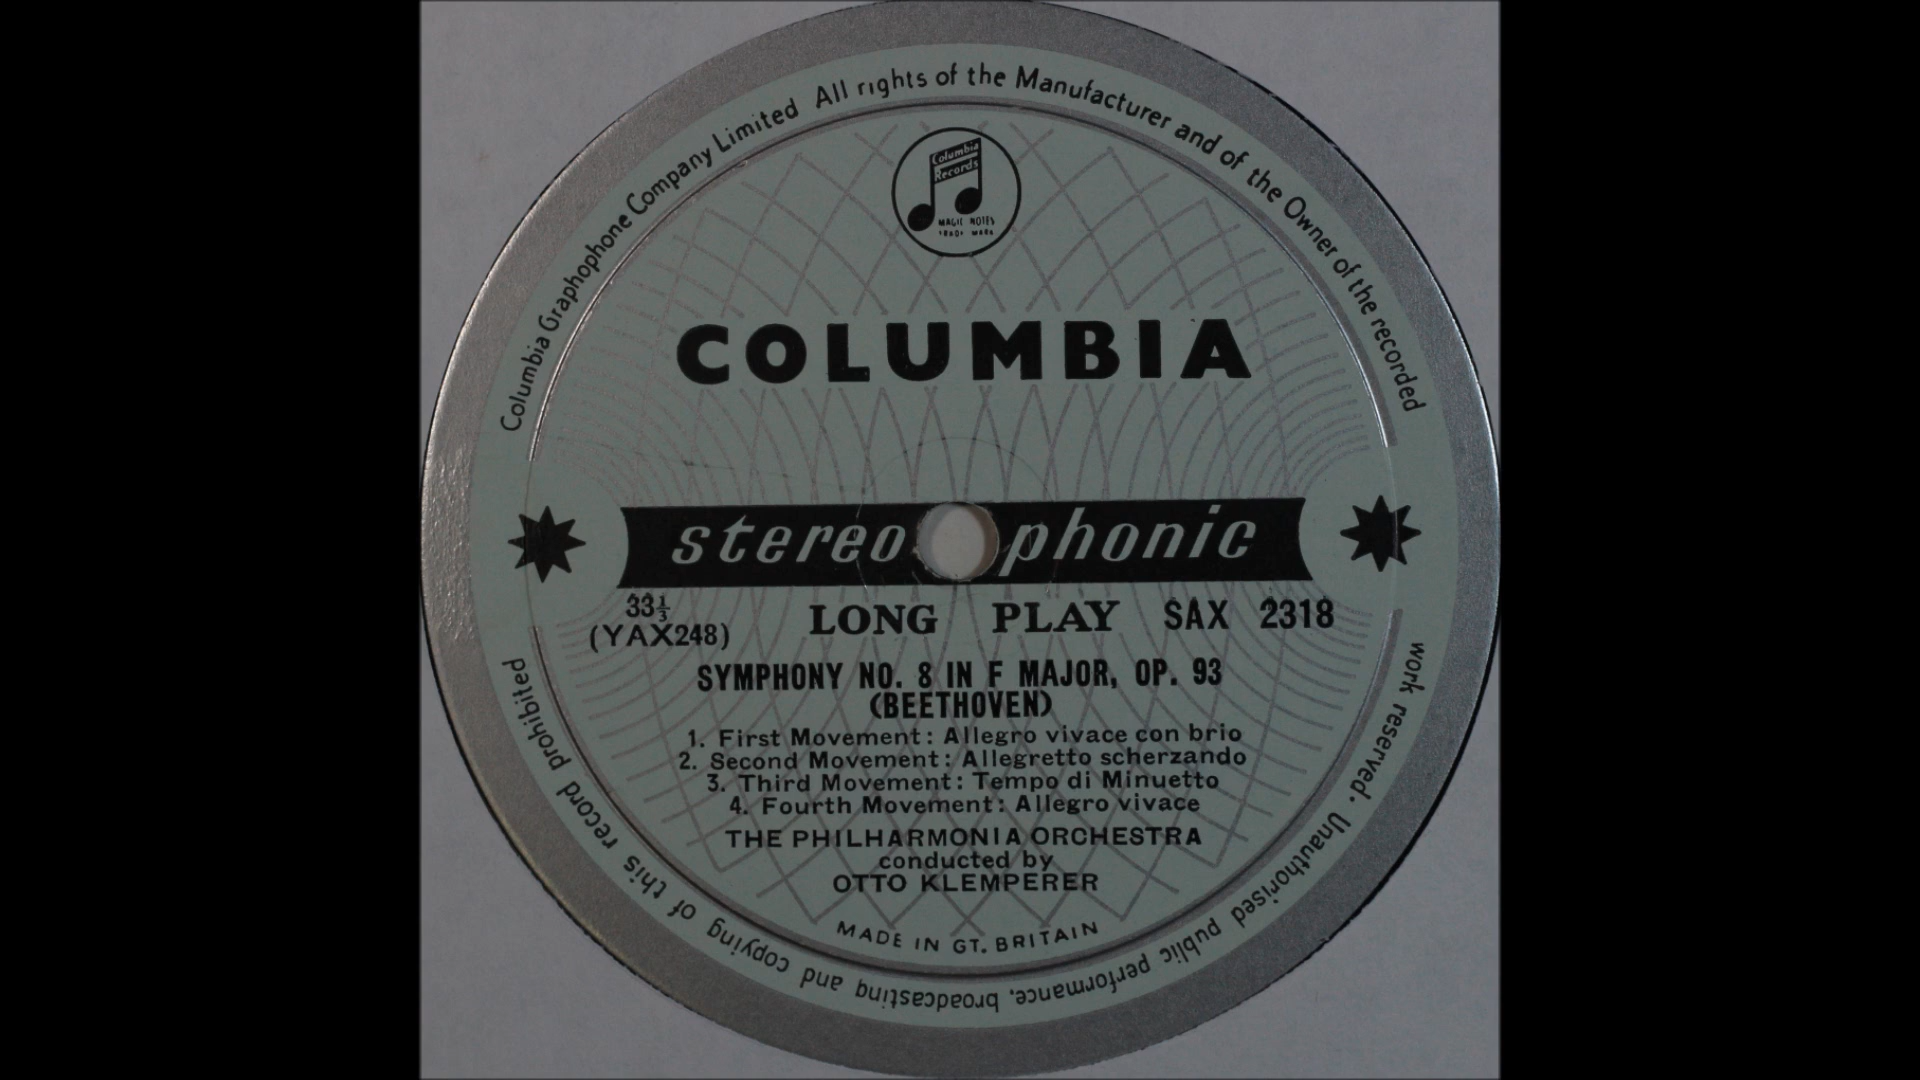 Columbia Graphophone Company Limited All rights of the Manufacturer and of the Owner of the recorded
work reserved. Unauthorised public performance, broadcasting and copying of this record prohibited
Columbia
Records
MAGIC NOTES
TRADE MARK
COLUMBIA
stereo phonic
33⅓
(YAX248)
LONG PLAY SAX 2318
SYMPHONY NO. 8 IN F MAJOR, OP. 93
(BEETHOVEN)
1. First Movement: Allegro vivace con brio
2. Second Movement: Allegretto scherzando
3. Third Movement: Tempo di Minuetto
4. Fourth Movement: Allegro vivace
THE PHILHARMONIA ORCHESTRA
conducted by
OTTO KLEMPERER
MADE IN GT. BRITAIN